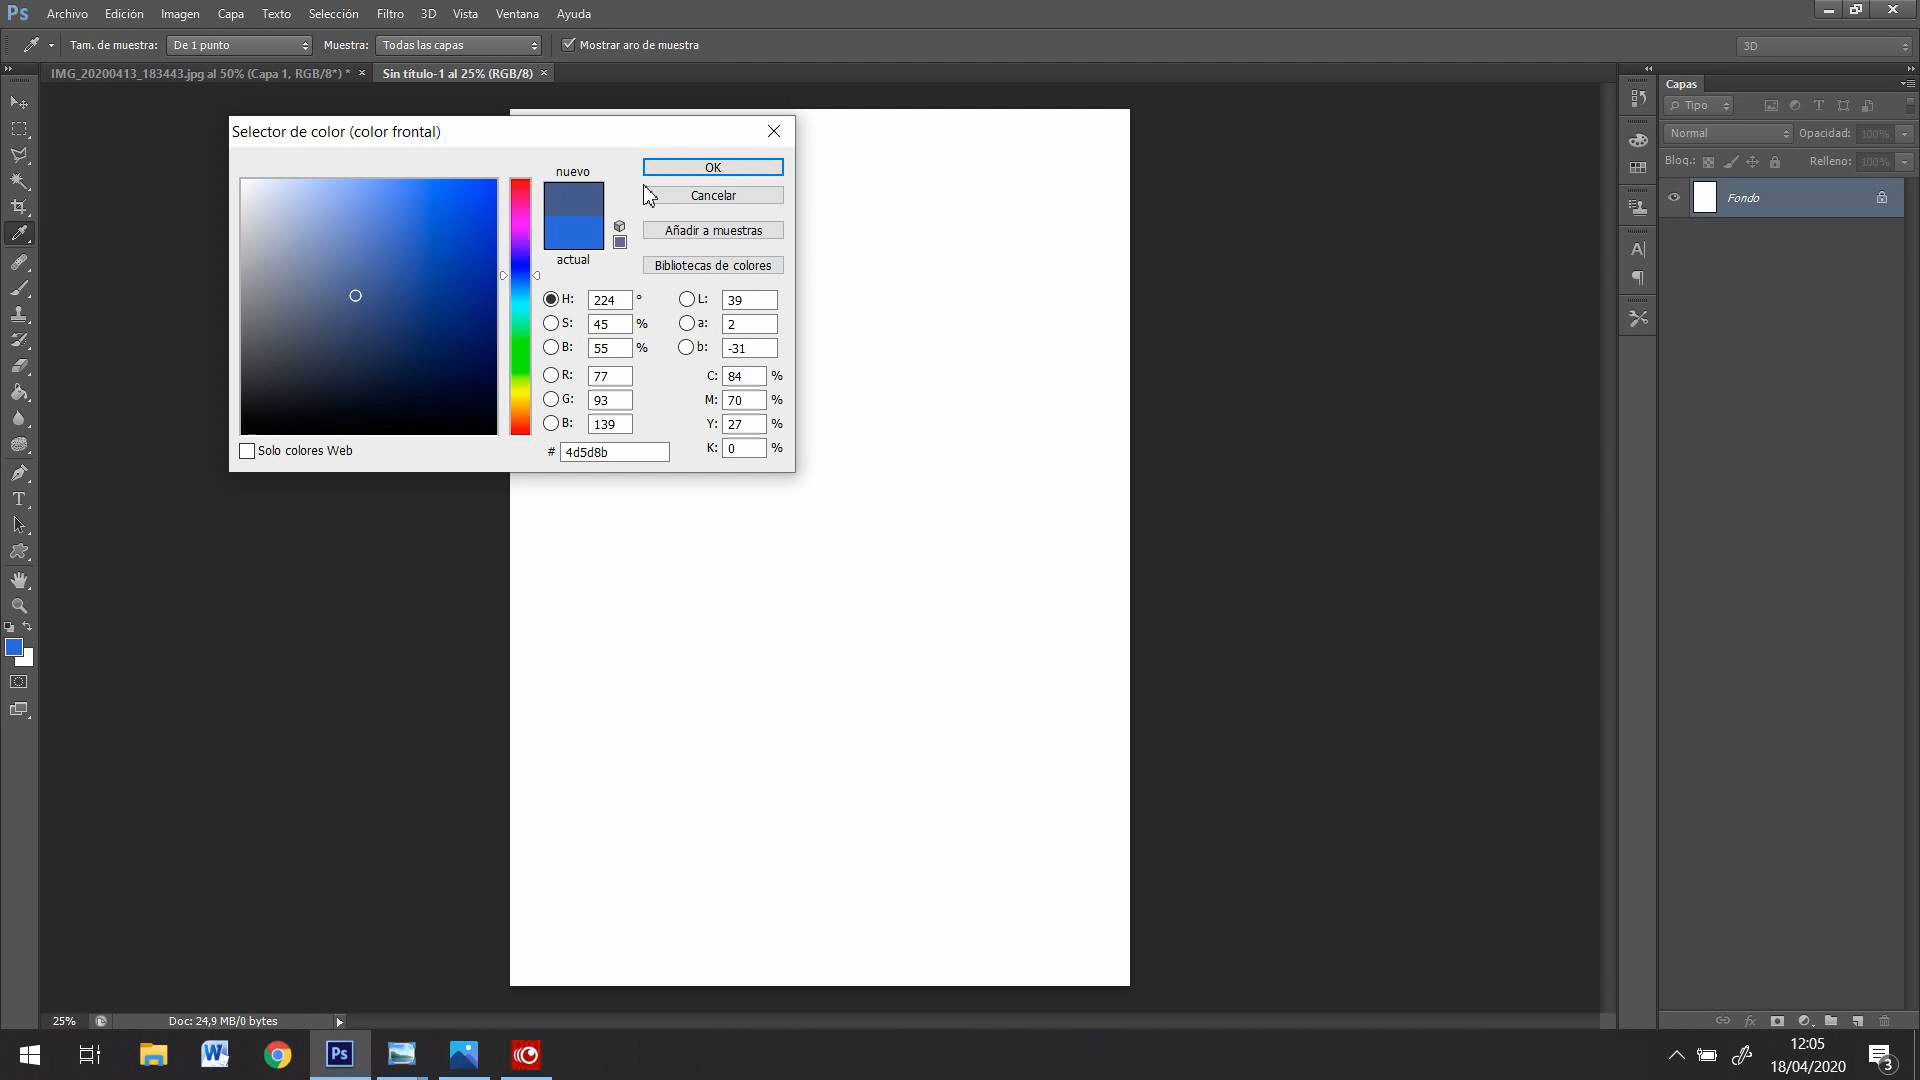 Ps Archivo Edición Imagen Capa Texto Selección Filtro 3D Vista Ventana Ayuda
Tam. de muestra: De 1 punto Muestra: Todas las capas Mostrar aro de muestra 3D
IMG_20200413_183443.jpg al 50% (Capa 1, RGB/8*) * × Sin título-1 al 25% (RGB/8) ×
Capas
Tipo
Normal Opacidad: 100%
Bloq.: Relleno: 100%
Fondo
Selector de color (color frontal)
nuevo
actual
OK
Cancelar
Añadir a muestras
Bibliotecas de colores
H: 224 ° L: 39
S: 45 % a: 2
B: 55 % b: -31
R: 77 C: 84 %
G: 93 M: 70 %
B: 139 Y: 27 %
# 4d5d8b K: 0 %
Solo colores Web
25% Doc: 24,9 MB/0 bytes
12:05
18/04/2020
3